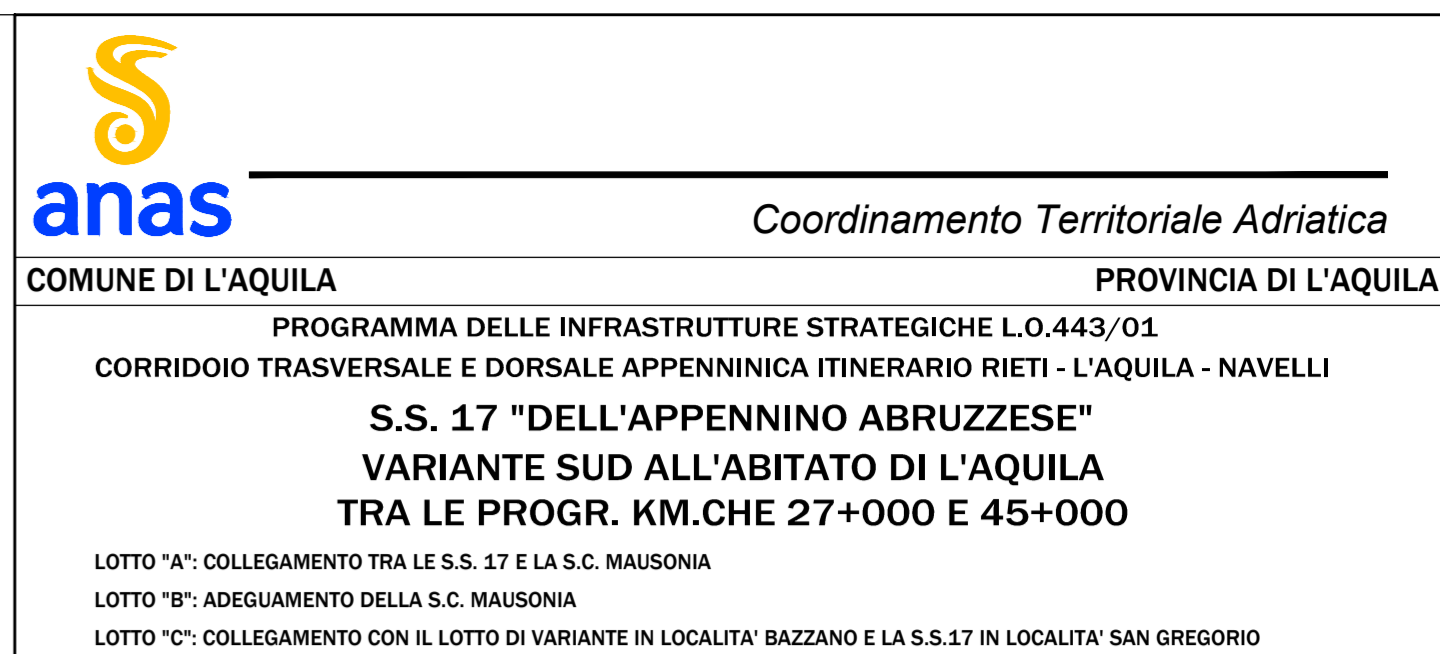 anas
Coordinamento Territoriale Adriatica
COMUNE DI L'AQUILA PROVINCIA DI L'AQUILA
PROGRAMMA DELLE INFRASTRUTTURE STRATEGICHE L.O.443/01
CORRIDOIO TRASVERSALE E DORSALE APPENNINICA ITINERARIO RIETI - L'AQUILA - NAVELLI
S.S. 17 "DELL'APPENNINO ABRUZZESE"
VARIANTE SUD ALL'ABITATO DI L'AQUILA
TRA LE PROGR. KM.CHE 27+000 E 45+000
LOTTO "A": COLLEGAMENTO TRA LE S.S. 17 E LA S.C. MAUSONIA
LOTTO "B": ADEGUAMENTO DELLA S.C. MAUSONIA
LOTTO "C": COLLEGAMENTO CON IL LOTTO DI VARIANTE IN LOCALITA' BAZZANO E LA S.S.17 IN LOCALITA' SAN GREGORIO